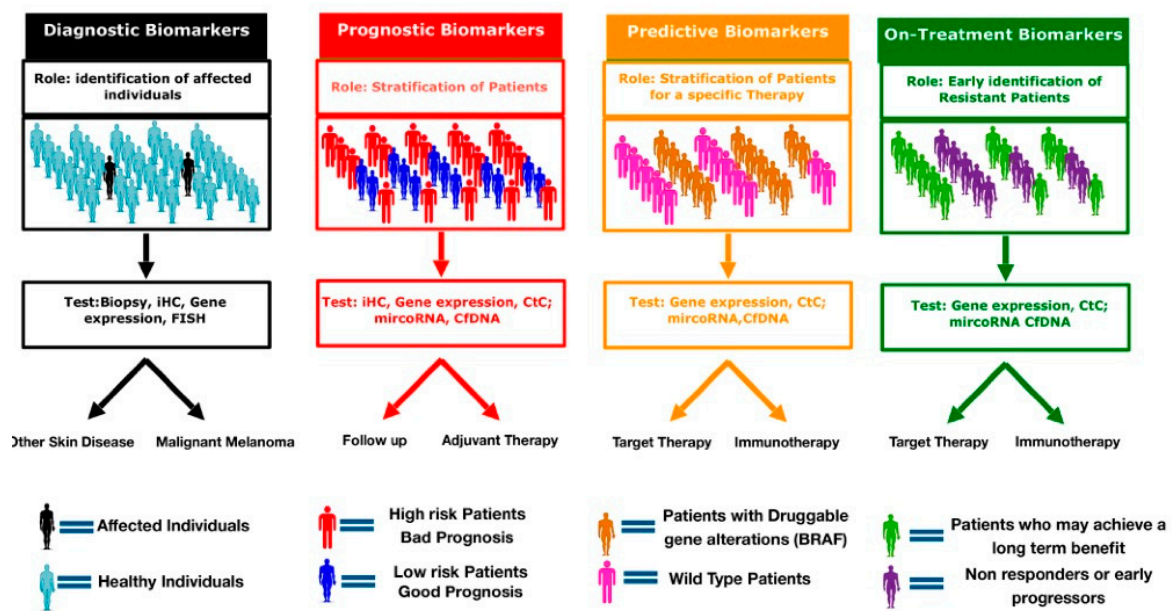 Diagnostic Biomarkers
Role: identification of affected
individuals
Test:Biopsy, iHC, Gene
expression, FISH
Other Skin Disease
Malignant Melanoma
Affected Individuals
Healthy Individuals
Prognostic Biomarkers
Role: Stratification of Patients
Test: iHC, Gene expression, CtC;
mircoRNA, CfDNA
Follow up
Adjuvant Therapy
High risk Patients
Bad Prognosis
Low risk Patients
Good Prognosis
Predictive Biomarkers
Role: Stratification of Patients
for a specific Therapy
Test: Gene expression, CtC;
mircoRNA,CfDNA
Target Therapy
Immunotherapy
Patients with Druggable
gene alterations (BRAF)
Wild Type Patients
On-Treatment Biomarkers
Role: Early identification of
Resistant Patients
Test: Gene expression, CtC;
mircoRNA CfDNA
Target Therapy
Immunotherapy
Patients who may achieve a
long term benefit
Non responders or early
progressors